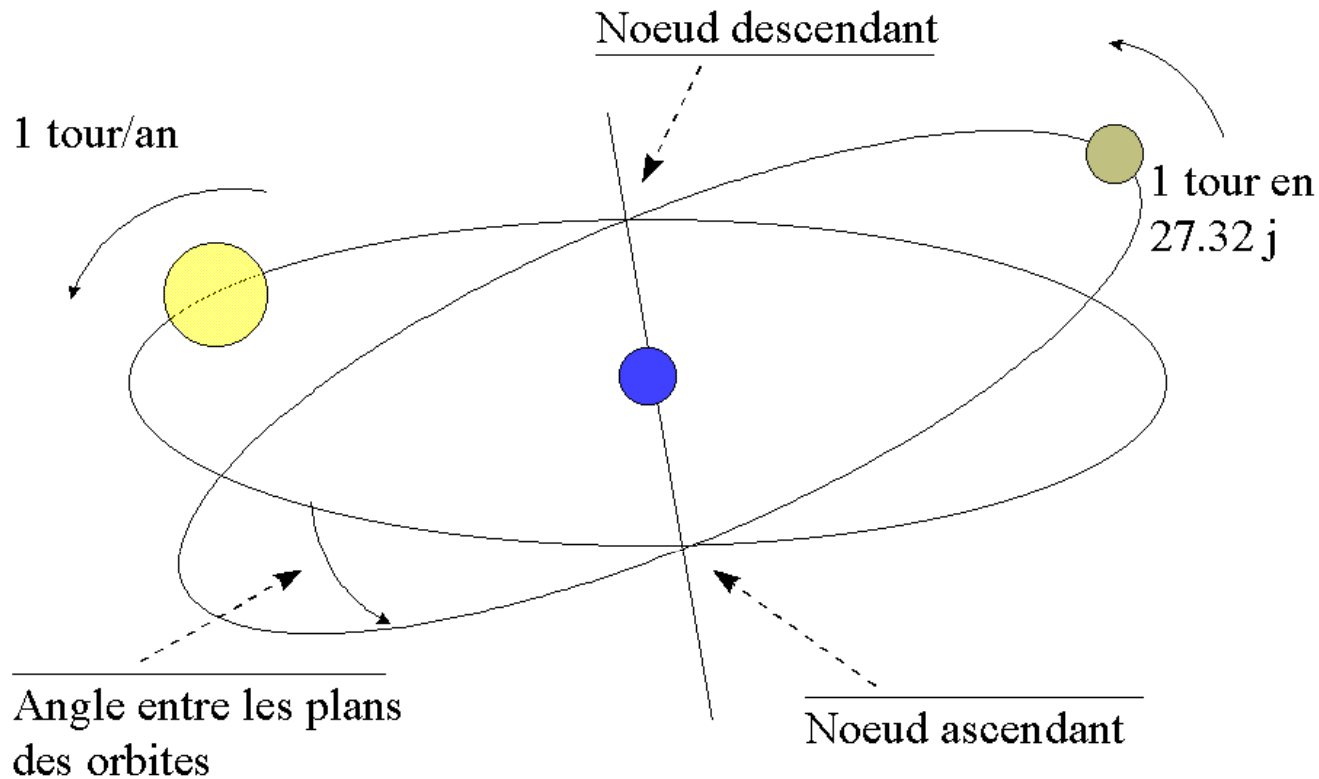 Noeud descendant
1 tour/an
1 tour en
27.32 j
Angle entre les plans
des orbites
Noeud ascendant